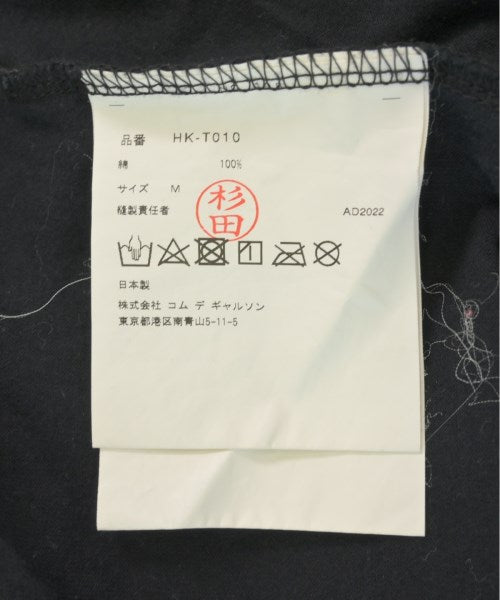 品番 HK-T010
綿 100%
サイズ M
杉田
縫製責任者 AD2022
日本製
株式会社 コム デ ギャルソン
東京都港区南青山5-11-5